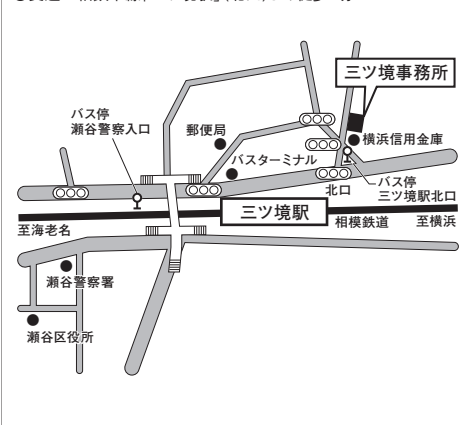 三ツ境事務所
バス停
瀬谷警察入口
郵便局
横浜信用金庫
バスターミナル
北口
バス停
三ツ境駅北口
三ツ境駅
至海老名
相模鉄道
至横浜
瀬谷警察署
瀬谷区役所